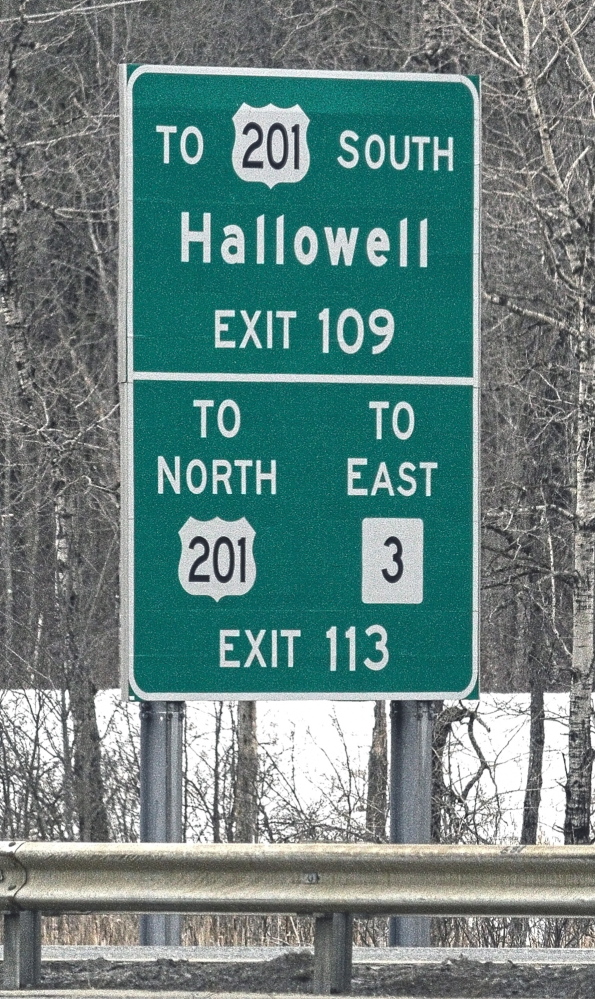 TO 201 SOUTH
Hallowell
EXIT 109
TO TO
NORTH EAST
201 3
EXIT 113